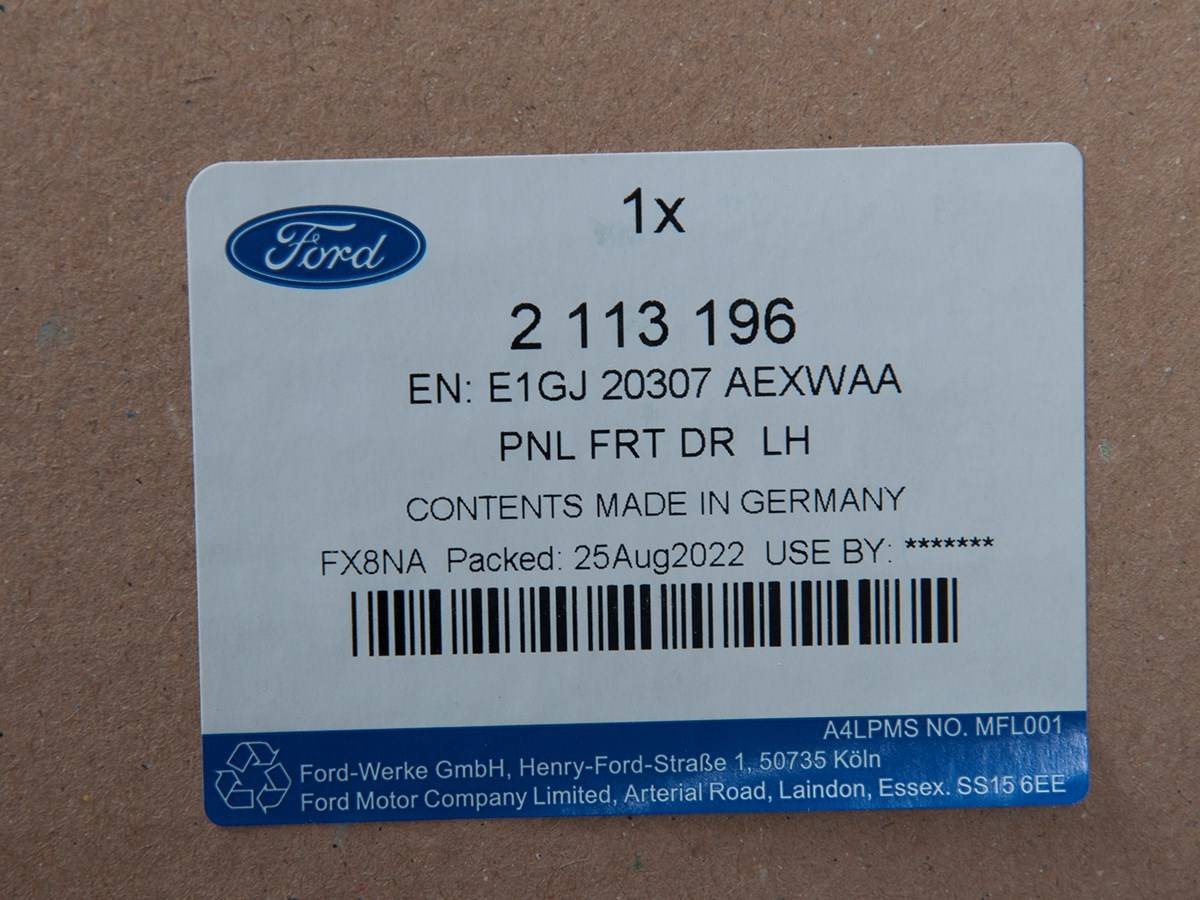 Ford
1x
2 113 196
EN: E1GJ 20307 AEXWAA
PNL FRT DR LH
CONTENTS MADE IN GERMANY
FX8NA Packed: 25Aug2022 USE BY: *******
A4LPMS NO. MFL001
Ford-Werke GmbH, Henry-Ford-Straße 1, 50735 Köln
Ford Motor Company Limited, Arterial Road, Laindon, Essex. SS15 6EE